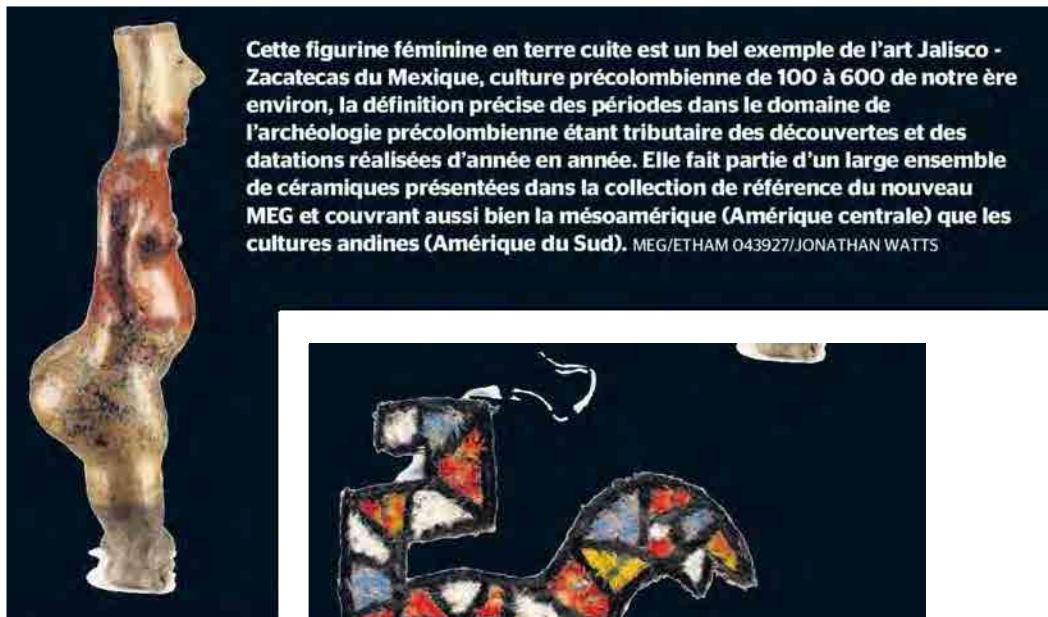 Cette figurine féminine en terre cuite est un bel exemple de l'art Jalisco -
Zacatecas du Mexique, culture précolombienne de 100 à 600 de notre ère
environ, la définition précise des périodes dans le domaine de
l'archéologie précolombienne étant tributaire des découvertes et des
datations réalisées d'année en année. Elle fait partie d'un large ensemble
de céramiques présentées dans la collection de référence du nouveau
MEG et couvrant aussi bien la mésoamérique (Amérique centrale) que les
cultures andines (Amérique du Sud). MEG/ETHAM 043927/JONATHAN WATTS